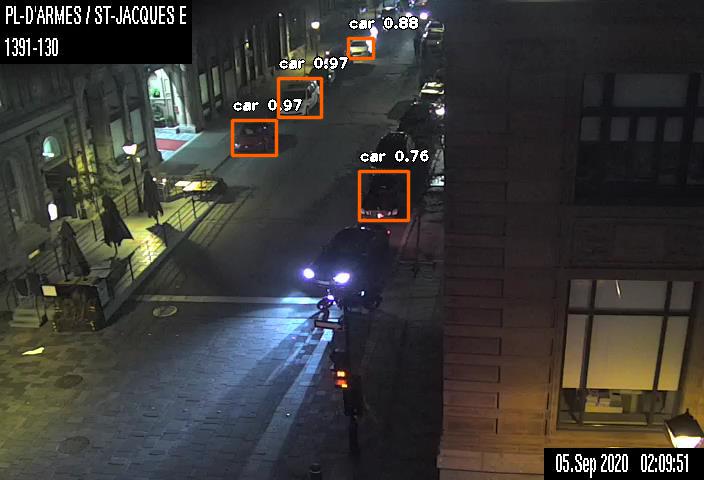 PL-D'ARMES / ST-JACQUES E
1391-130
car 0.88
car 0.97
car 0.97
car 0.76
05.Sep 2020 02:09:51